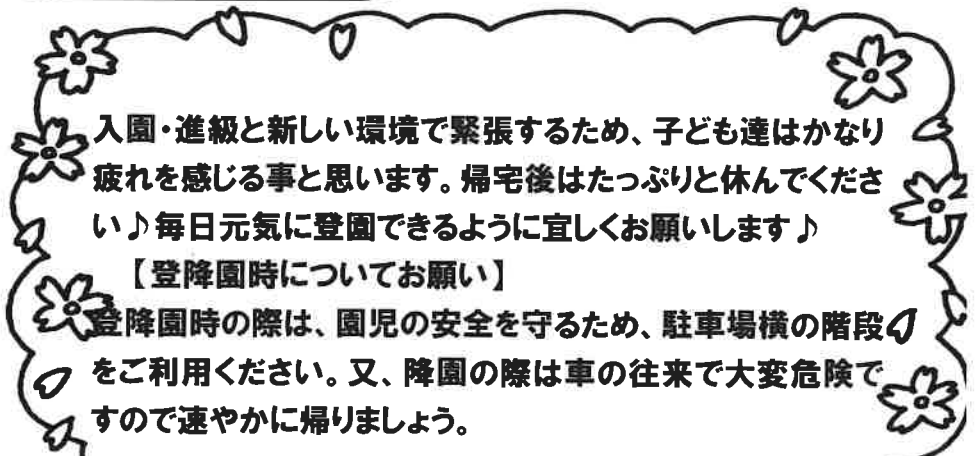 入園・進級と新しい環境で緊張するため、子ども達はかなり
疲れを感じる事と思います。帰宅後はたっぷりと休んでくださ
い♪毎日元気に登園できるように宜しくお願いします♪
【登降園時についてお願い】
登降園時の際は、園児の安全を守るため、駐車場横の階段
をご利用ください。又、降園の際は車の往来で大変危険で
すので速やかに帰りましょう。